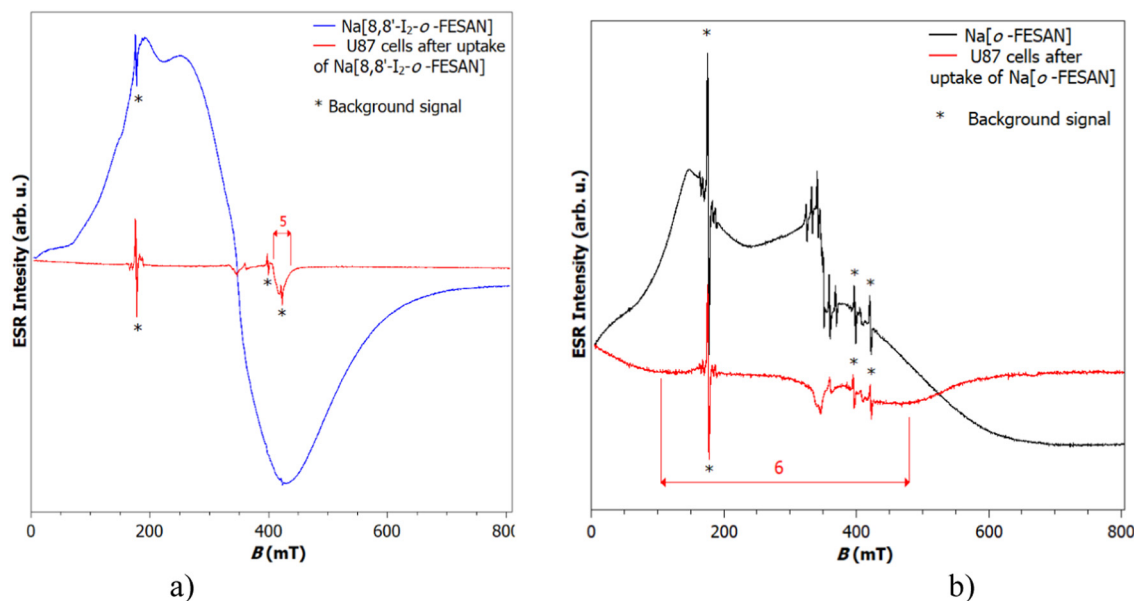 Na[8,8'-I2-o -FESAN]
U87 cells after uptake
of Na[8,8'-I2-o -FESAN]
* Background signal
*
5
*
*
*
ESR Intesity (arb. u.)
0
200
400
600
800
B (mT)
a)
b)
*
Na[o -FESAN]
U87 cells after
uptake of Na[o -FESAN]
* Background signal
*
*
*
*
6
*
ESR Intensity (arb. u.)
0
200
400
600
800
B (mT)